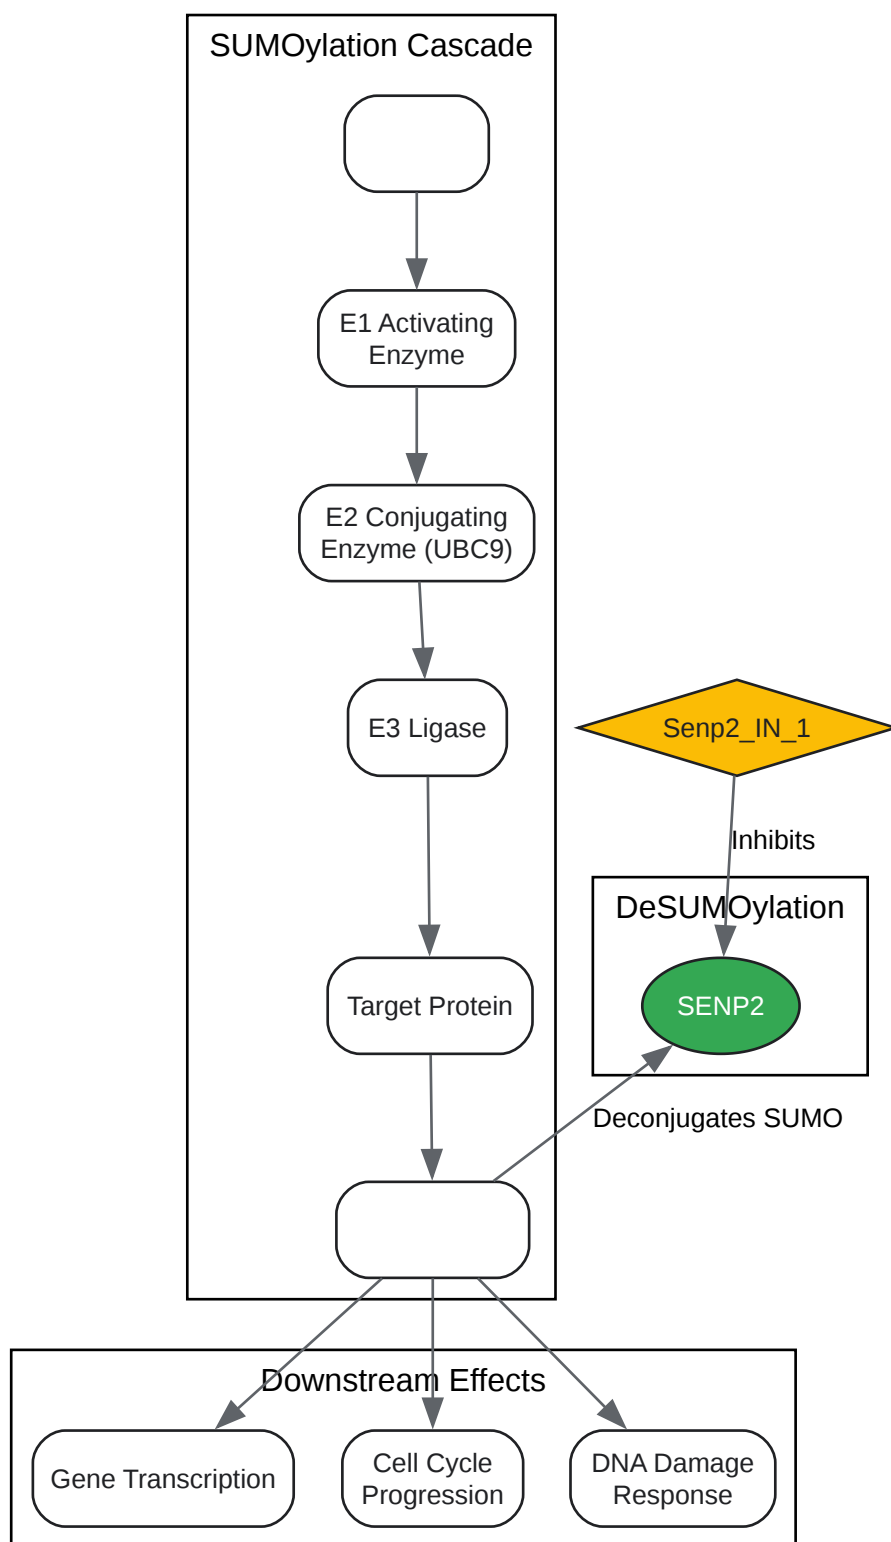 SUMOylation Cascade
E1 Activating
Enzyme
E2 Conjugating
Enzyme (UBC9)
E3 Ligase
Senp2_IN_1
Inhibits
DeSUMOylation
Target Protein
SENP2
Deconjugates SUMO
Downstream Effects
Gene Transcription
Cell Cycle
Progression
DNA Damage
Response